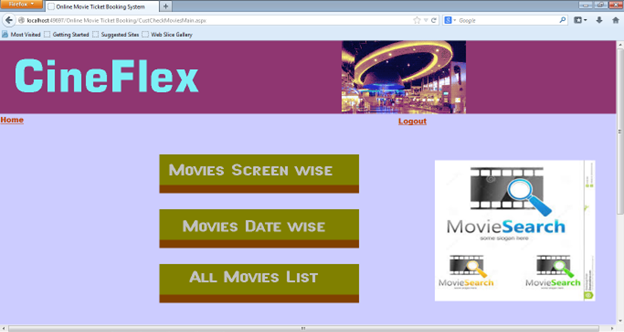 Firefox
Online Movie Ticket Booking System
localhost:49697/Online Movie Ticket Booking/CustCheckMoviesMain.aspx
Google
Most Visited Getting Started Suggested Sites Web Slice Gallery
CineFlex
Home Logout
Movies Screen wise
Movies Date wise
All Movies List
MovieSearch
some slogan here
MovieSearch
MovieSearch